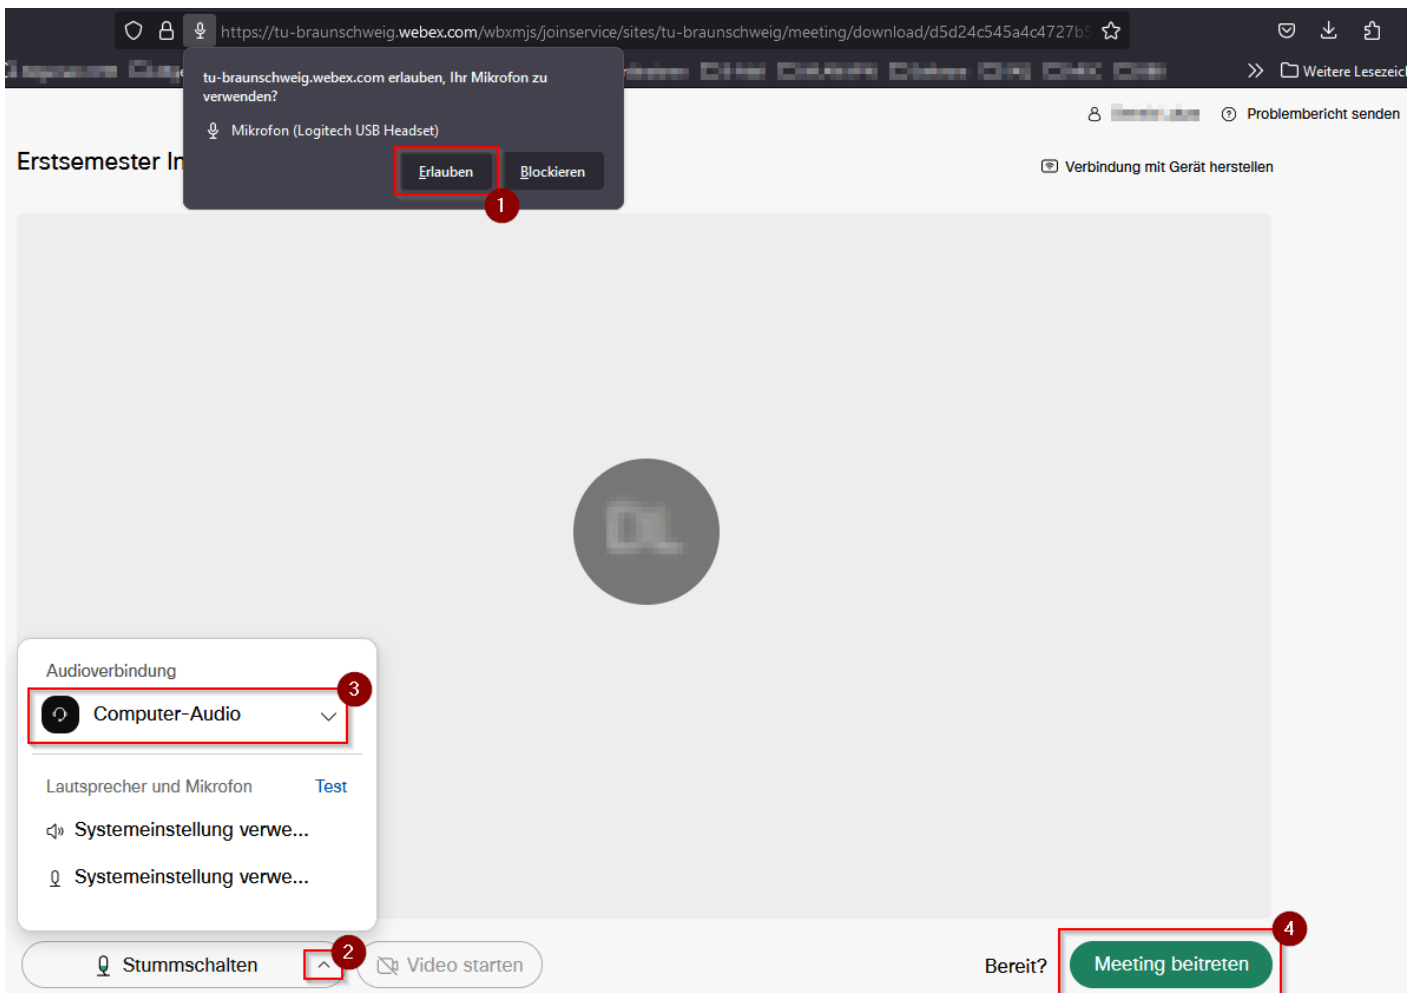 https://tu-braunschweig.webex.com/wbxmjs/joinservice/sites/tu-braunschweig/meeting/download/d5d24c545a4c4727b5
Weitere Lesezeich
tu-braunschweig.webex.com erlauben, Ihr Mikrofon zu
verwenden?
Mikrofon (Logitech USB Headset)
Erlauben
Blockieren
1
Problembericht senden
Erstsemester In
Verbindung mit Gerät herstellen
Audioverbindung
3
Computer-Audio
Lautsprecher und Mikrofon
Test
Systemeinstellung verwe...
Systemeinstellung verwe...
2
Stummschalten
Video starten
4
Bereit?
Meeting beitreten